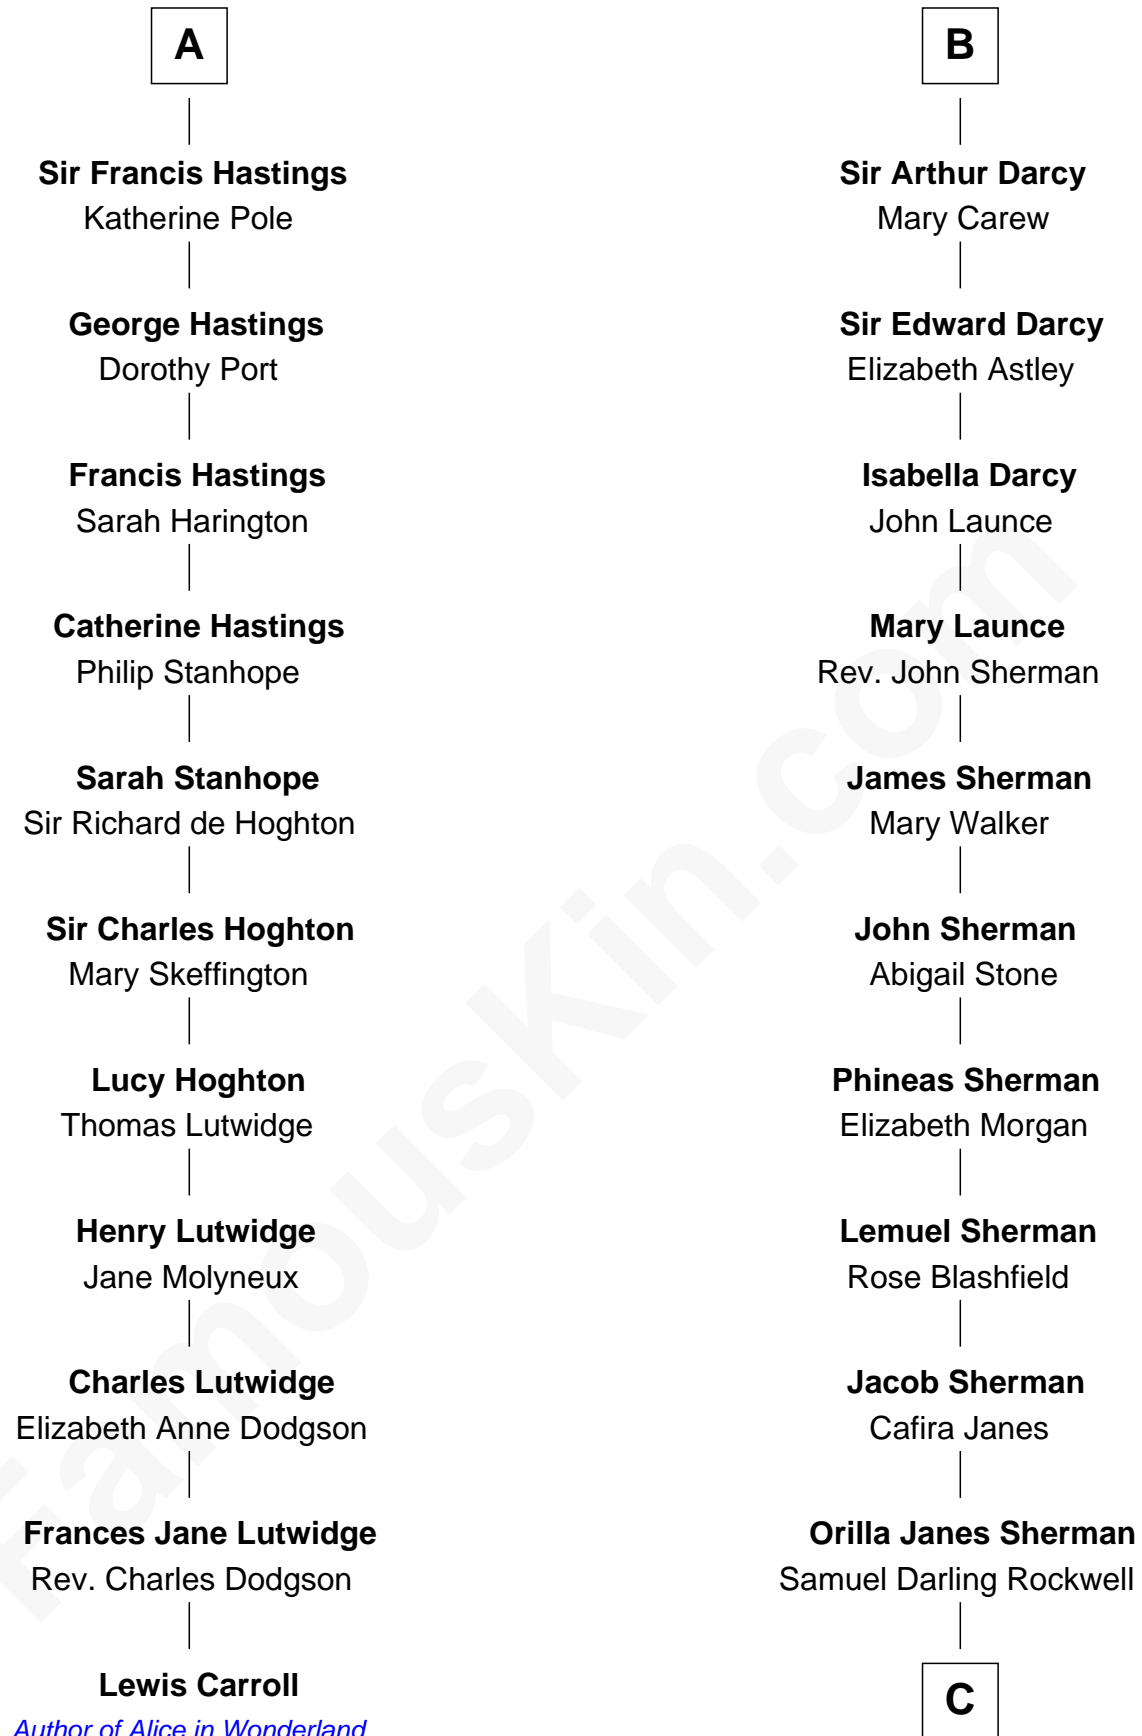 A
Sir Francis Hastings
Katherine Pole
George Hastings
Dorothy Port
Francis Hastings
Sarah Harington
Catherine Hastings
Philip Stanhope
Sarah Stanhope
Sir Richard de Hoghton
Sir Charles Hoghton
Mary Skeffington
Lucy Hoghton
Thomas Lutwidge
Henry Lutwidge
Jane Molyneux
Charles Lutwidge
Elizabeth Anne Dodgson
Frances Jane Lutwidge
Rev. Charles Dodgson
Lewis Carroll
Author of Alice in Wonderland
B
Sir Arthur Darcy
Mary Carew
Sir Edward Darcy
Elizabeth Astley
Isabella Darcy
John Launce
Mary Launce
Rev. John Sherman
James Sherman
Mary Walker
John Sherman
Abigail Stone
Phineas Sherman
Elizabeth Morgan
Lemuel Sherman
Rose Blashfield
Jacob Sherman
Cafira Janes
Orilla Janes Sherman
Samuel Darling Rockwell
C
FamousKin.com